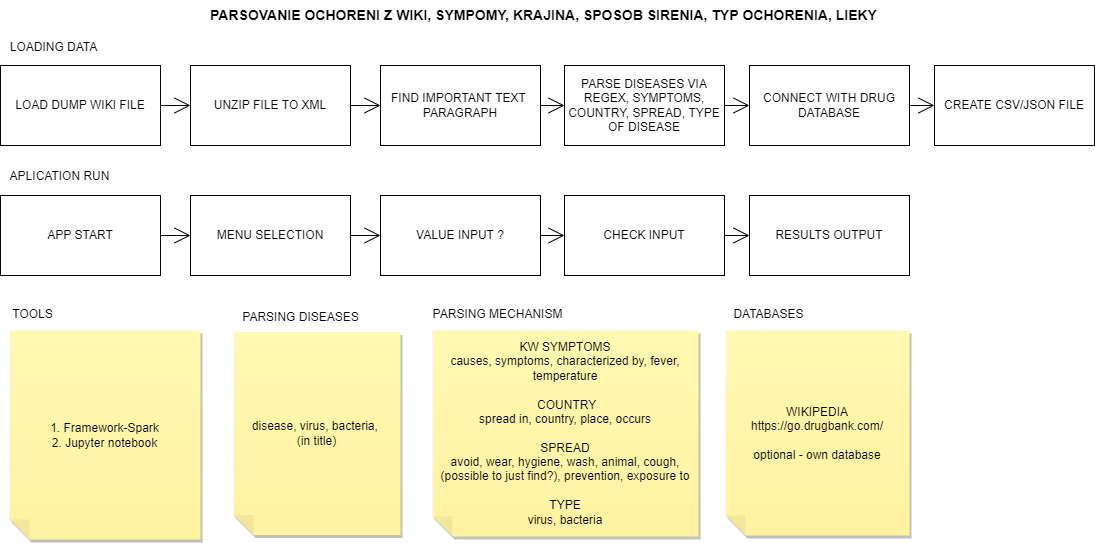 PARSOVANIE OCHORENI Z WIKI, SYMPOMY, KRAJINA, SPOSOB SIRENIA, TYP OCHORENIA, LIEKY
LOADING DATA
LOAD DUMP WIKI FILE
UNZIP FILE TO XML
FIND IMPORTANT TEXT
PARAGRAPH
PARSE DISEASES VIA
REGEX, SYMPTOMS,
COUNTRY, SPREAD, TYPE
OF DISEASE
CONNECT WITH DRUG
DATABASE
CREATE CSV/JSON FILE
APLICATION RUN
APP START
MENU SELECTION
VALUE INPUT ?
CHECK INPUT
RESULTS OUTPUT
TOOLS
1. Framework-Spark
2. Jupyter notebook
PARSING DISEASES
disease, virus, bacteria,
(in title)
PARSING MECHANISM
KW SYMPTOMS
causes, symptoms, characterized by, fever,
temperature
COUNTRY
spread in, country, place, occurs
SPREAD
avoid, wear, hygiene, wash, animal, cough,
(possible to just find?), prevention, exposure to
TYPE
virus, bacteria
DATABASES
WIKIPEDIA
https://go.drugbank.com/
optional - own database